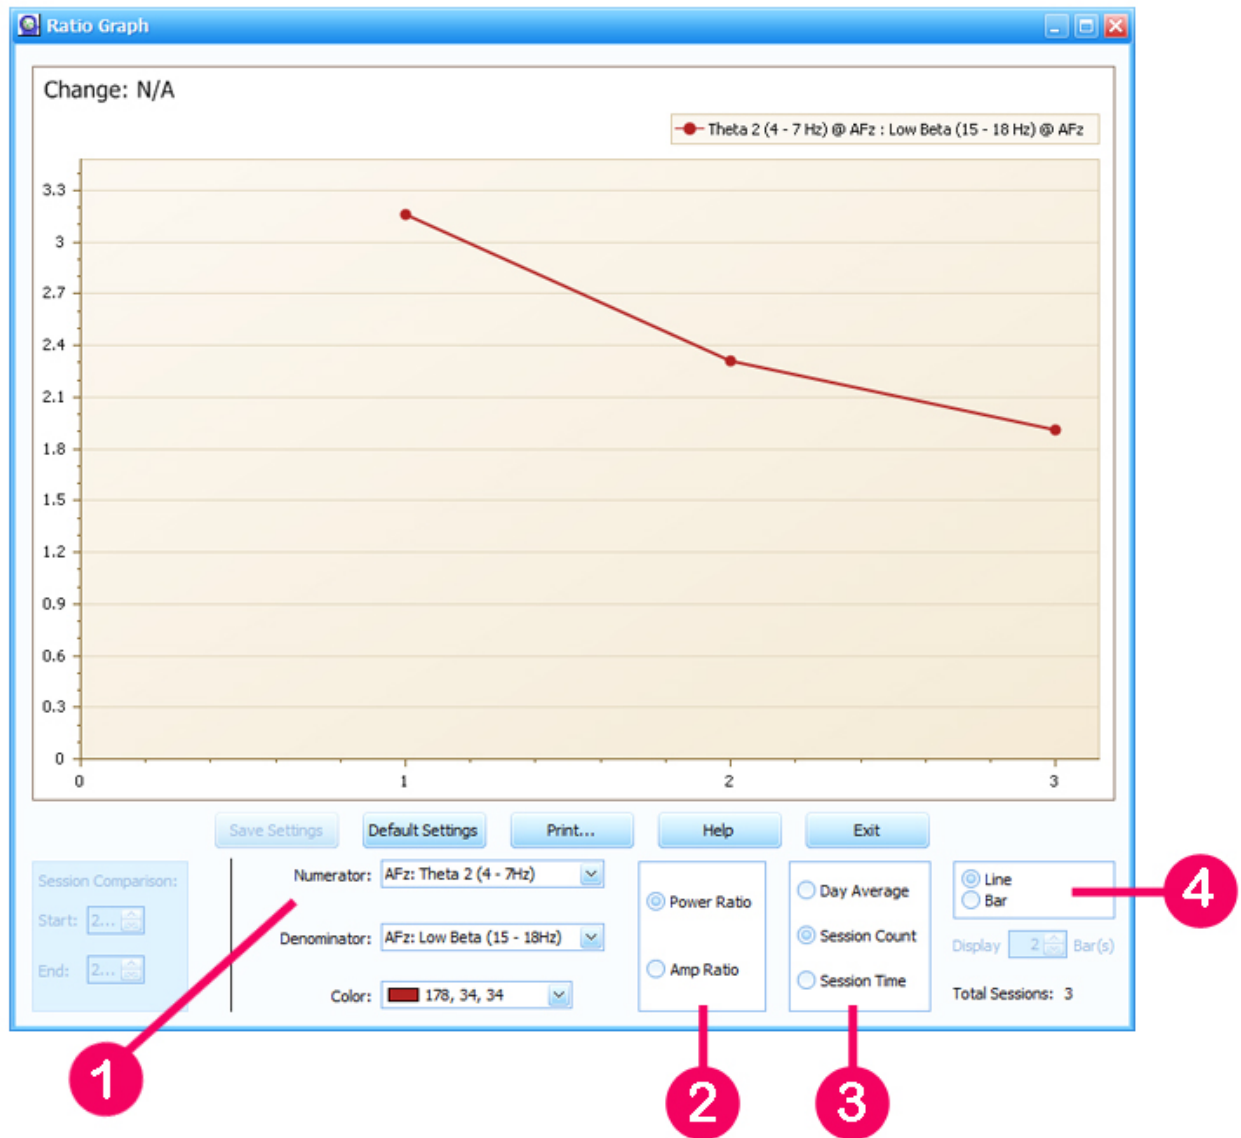 Ratio Graph
Change: N/A
Theta 2 (4 - 7 Hz) @ AFz : Low Beta (15 - 18 Hz) @ AFz
3.3
3
2.7
2.4
2.1
1.8
1.5
1.2
0.9
0.6
0.3
0
0 1 2 3
Save Settings Default Settings Print... Help Exit
Session Comparison:
Start: 2...
End: 2...
Numerator: AFz: Theta 2 (4 - 7Hz)
Denominator: AFz: Low Beta (15 - 18Hz)
Color: 178, 34, 34
Power Ratio
Amp Ratio
Day Average
Session Count
Session Time
Line
Bar
Display 2 Bar(s)
Total Sessions: 3
1
2
3
4